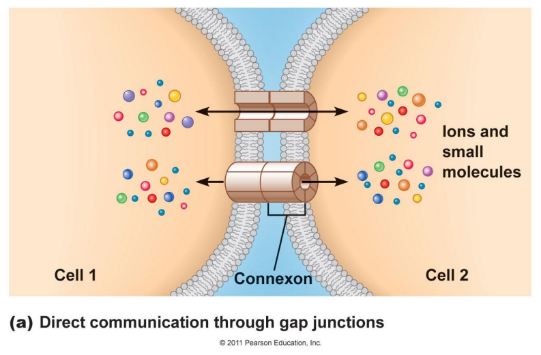 Ions and
small
molecules
Cell 1
Connexon
Cell 2
(a) Direct communication through gap junctions
© 2011 Pearson Education, Inc.